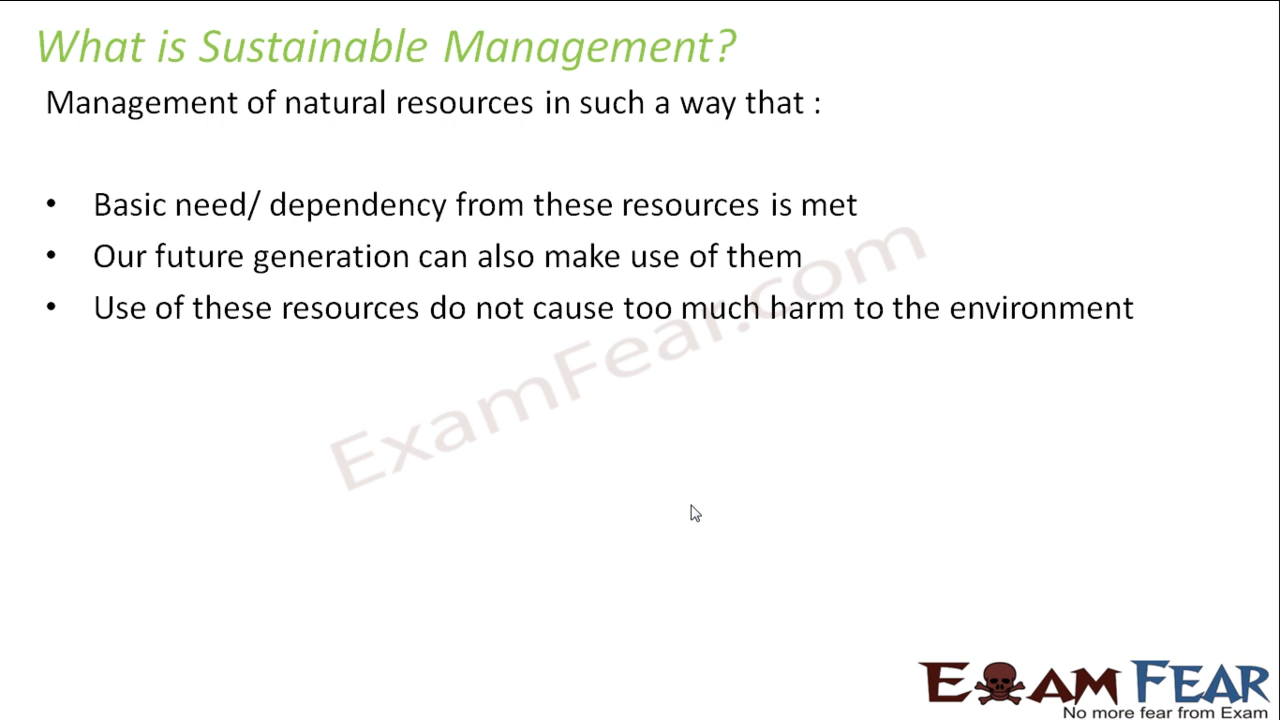 What is Sustainable Management?
Management of natural resources in such a way that :
• Basic need/ dependency from these resources is met
• Our future generation can also make use of them
• Use of these resources do not cause too much harm to the environment
ExamFear.com
EXAM FEAR
No more fear from Exam